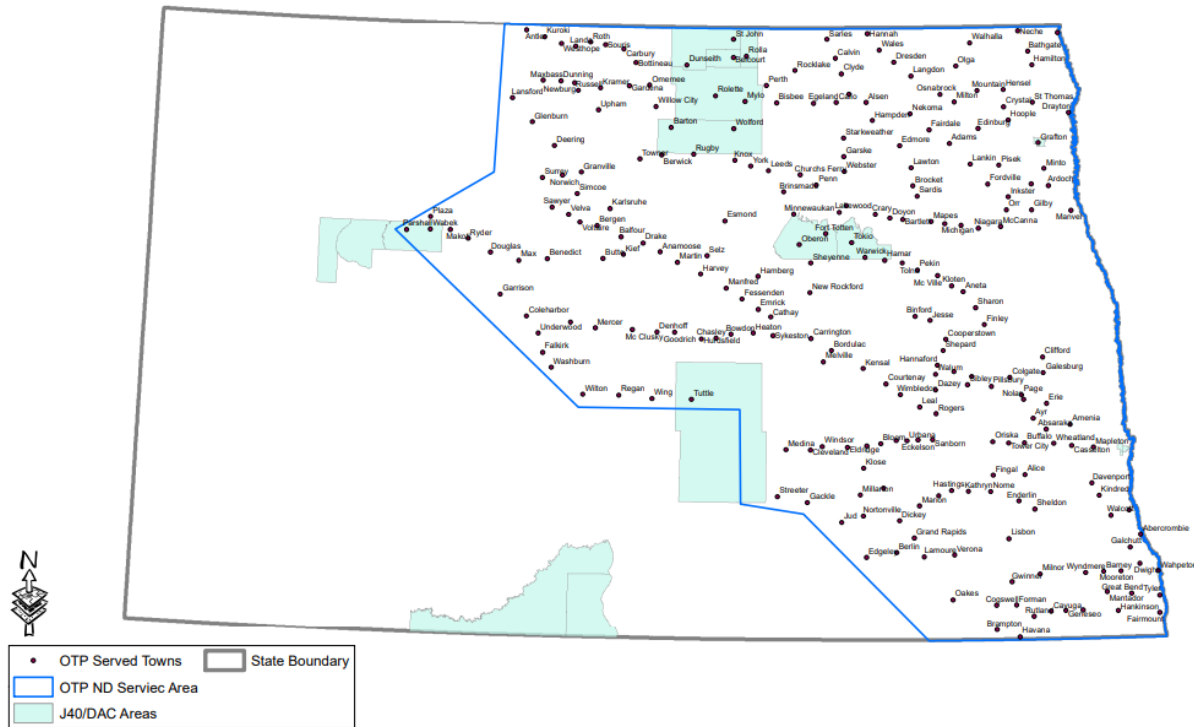 Antler
Kuroki
Landa
Roth
Westhope
Souris
Carbury
Bottineau
St John
Rolla
Belcourt
Dunseith
Sarles
Hannah
Wales
Calvin
Clyde
Rocklake
Dresden
Langdon
Walhalla
Olga
Neche
Bathgate
Hamilton
Maxbass
Dunning
Newburg
Russell
Kramer
Gardena
Omemee
Lansford
Upham
Willow City
Rolette
Mylo
Perth
Bisbee
Egeland
Calio
Alsen
Osnabrock
Milton
Mountain
Hensel
Crystal
St Thomas
Drayton
Hoople
Glenburn
Barton
Wolford
Hampden
Nekoma
Fairdale
Edinburg
Starkweather
Edmore
Adams
Grafton
Deering
Towner
Berwick
Rugby
Knox
York
Leeds
Churchs Ferry
Garske
Webster
Penn
Brinsmade
Lawton
Brocket
Sardis
Lankin
Pisek
Fordville
Minto
Ardoch
Inkster
Surrey
Norwich
Granville
Simcoe
Sawyer
Velva
Karlsruhe
Voltaire
Bergen
Esmond
Minnewaukan
Lakewood
Crary
Doyon
Bartlett
Mapes
Michigan
Niagara
McCanna
Orr
Gilby
Manvel
Plaza
Parshall
Wabek
Makoti
Ryder
Douglas
Max
Benedict
Butte
Kief
Balfour
Drake
Anamoose
Martin
Selz
Harvey
Fort Totten
Oberon
Tokio
Warwick
Hamar
Sheyenne
Tolna
Pekin
Mc Ville
Kloten
Aneta
Garrison
Manfred
Hamberg
Fessenden
Emrick
Cathay
New Rockford
Sharon
Binford
Jesse
Finley
Cooperstown
Shepard
Coleharbor
Underwood
Mercer
Mc Clusky
Denhoff
Goodrich
Chasley
Hurdsfield
Bowdon
Heaton
Sykeston
Carrington
Bordulac
Melville
Falkirk
Washburn
Kensal
Hannaford
Walum
Courtenay
Wimbledon
Dazey
Sibley
Pillsbury
Colgate
Clifford
Galesburg
Nolan
Page
Erie
Leal
Rogers
Ayr
Absaraka
Amenia
Wilton
Regan
Wing
Tuttle
Medina
Cleveland
Windsor
Eldridge
Bloom
Eckelson
Urbana
Sanborn
Oriska
Tower City
Buffalo
Wheatland
Casselton
Mapleton
Klose
Streeter
Gackle
Millarton
Hastings
Marion
Kathryn
Nome
Fingal
Alice
Enderlin
Sheldon
Davenport
Kindred
Walcott
Jud
Nortonville
Dickey
Grand Rapids
Lisbon
Abercrombie
Galchutt
Edgeley
Berlin
Lamoure
Verona
Gwinner
Milnor
Wyndmere
Barney
Mooreton
Dwight
Wahpeton
Great Bend
Tyler
Mantador
Oakes
Cogswell
Forman
Rutland
Cayuga
Geneseo
Hankinson
Fairmount
Brampton
Havana
N
OTP Served Towns
State Boundary
OTP ND Serviec Area
J40/DAC Areas